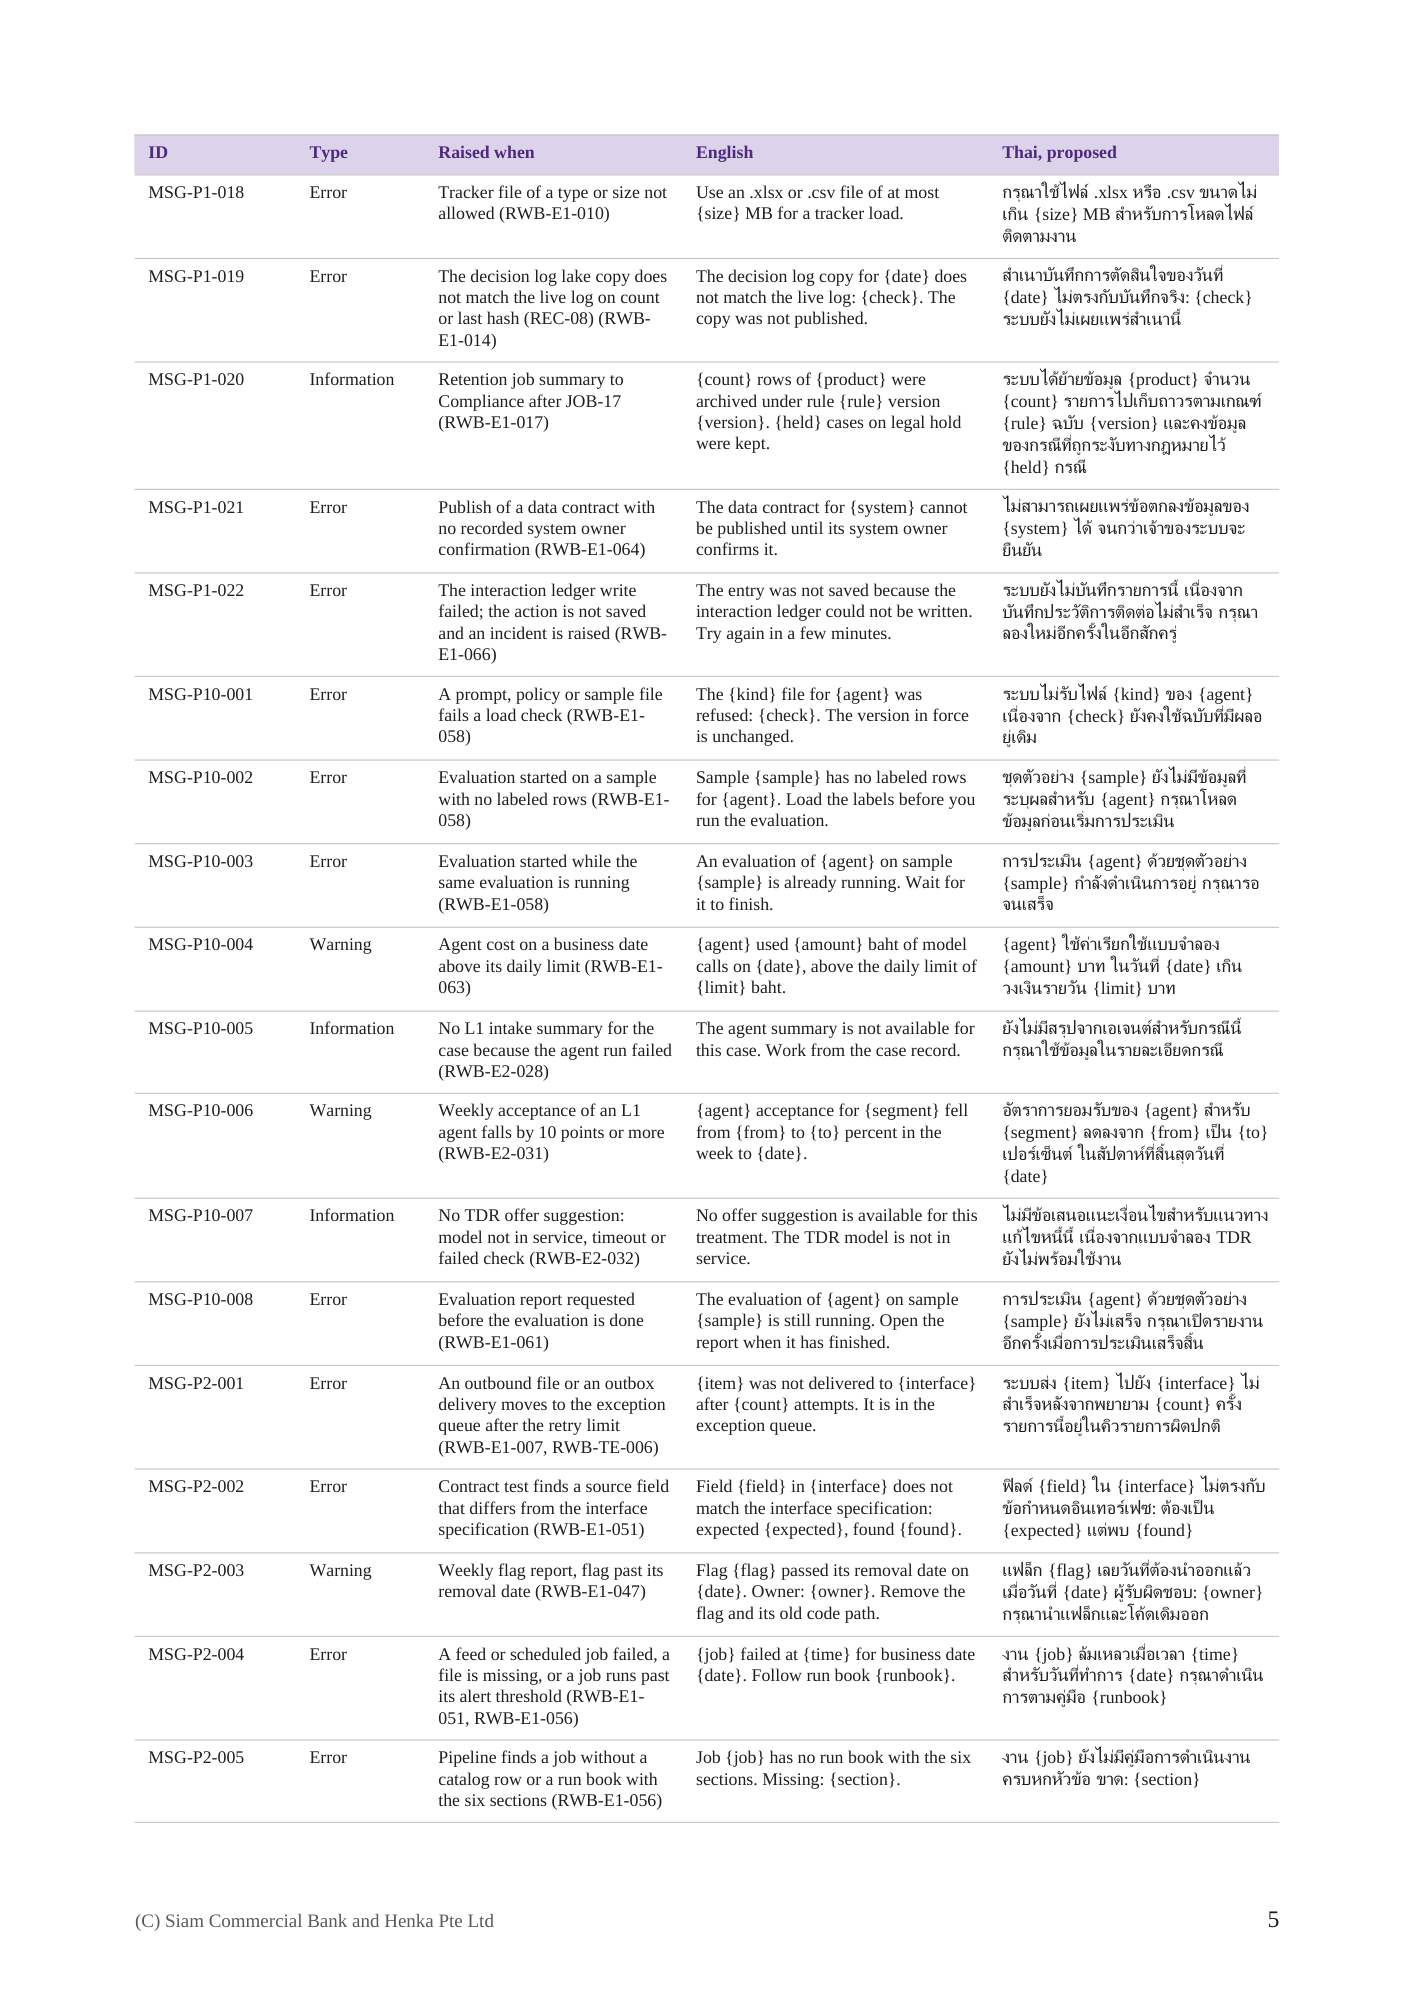 ID Type Raised when English Thai, proposed
MSG-P1-018 Error Tracker file of a type or size not Use an .xlsx or .csv file of at most กรุณาใช้ไฟล์ .xlsx หรือ .csv ขนาดไม่
allowed (RWB-E1-010) {size} MB for a tracker load. เกิน {size} MB สำหรับการโหลดไฟล์
ติดตามงาน
MSG-P1-019 Error The decision log lake copy does The decision log copy for {date} does สำเนาบันทึกการตัดสินใจของวันที่
not match the live log on count not match the live log: {check}. The {date} ไม่ตรงกับบันทึกจริง: {check}
or last hash (REC-08) (RWB- copy was not published. ระบบยังไม่เผยแพร่สำเนานี้
E1-014)
MSG-P1-020 Information Retention job summary to {count} rows of {product} were ระบบได้ย้ายข้อมูล {product} จำนวน
Compliance after JOB-17 archived under rule {rule} version {count} รายการไปเก็บถาวรตามเกณฑ์
(RWB-E1-017) {version}. {held} cases on legal hold {rule} ฉบับ {version} และคงข้อมูล
were kept. ของกรณีที่ถูกระงับทางกฎหมายไว้
{held} กรณี
MSG-P1-021 Error Publish of a data contract with The data contract for {system} cannot ไม่สามารถเผยแพร่ข้อตกลงข้อมูลของ
no recorded system owner be published until its system owner {system} ได้ จนกว่าเจ้าของระบบจะ
confirmation (RWB-E1-064) confirms it. ยืนยัน
MSG-P1-022 Error The interaction ledger write The entry was not saved because the ระบบยังไม่บันทึกรายการนี้ เนื่องจาก
failed; the action is not saved interaction ledger could not be written. บันทึกประวัติการติดต่อไม่สำเร็จ กรุณา
and an incident is raised (RWB- Try again in a few minutes. ลองใหม่อีกครั้งในอีกสักครู่
E1-066)
MSG-P10-001 Error A prompt, policy or sample file The {kind} file for {agent} was ระบบไม่รับไฟล์ {kind} ของ {agent}
fails a load check (RWB-E1- refused: {check}. The version in force เนื่องจาก {check} ยังคงใช้ฉบับที่มีผลอ
058) is unchanged. ยู่เดิม
MSG-P10-002 Error Evaluation started on a sample Sample {sample} has no labeled rows ชุดตัวอย่าง {sample} ยังไม่มีข้อมูลที่
with no labeled rows (RWB-E1- for {agent}. Load the labels before you ระบุผลสำหรับ {agent} กรุณาโหลด
058) run the evaluation. ข้อมูลก่อนเริ่มการประเมิน
MSG-P10-003 Error Evaluation started while the An evaluation of {agent} on sample การประเมิน {agent} ด้วยชุดตัวอย่าง
same evaluation is running {sample} is already running. Wait for {sample} กำลังดำเนินการอยู่ กรุณารอ
(RWB-E1-058) it to finish. จนเสร็จ
MSG-P10-004 Warning Agent cost on a business date {agent} used {amount} baht of model {agent} ใช้ค่าเรียกใช้แบบจำลอง
above its daily limit (RWB-E1- calls on {date}, above the daily limit of {amount} บาท ในวันที่ {date} เกิน
063) {limit} baht. วงเงินรายวัน {limit} บาท
MSG-P10-005 Information No L1 intake summary for the The agent summary is not available for ยังไม่มีสรุปจากเอเจนต์สำหรับกรณีนี้
case because the agent run failed this case. Work from the case record. กรุณาใช้ข้อมูลในรายละเอียดกรณี
(RWB-E2-028)
MSG-P10-006 Warning Weekly acceptance of an L1 {agent} acceptance for {segment} fell อัตราการยอมรับของ {agent} สำหรับ
agent falls by 10 points or more from {from} to {to} percent in the {segment} ลดลงจาก {from} เป็น {to}
(RWB-E2-031) week to {date}. เปอร์เซ็นต์ ในสัปดาห์ที่สิ้นสุดวันที่
{date}
MSG-P10-007 Information No TDR offer suggestion: No offer suggestion is available for this ไม่มีข้อเสนอแนะเงื่อนไขสำหรับแนวทาง
model not in service, timeout or treatment. The TDR model is not in แก้ไขหนี้นี้ เนื่องจากแบบจำลอง TDR
failed check (RWB-E2-032) service. ยังไม่พร้อมใช้งาน
MSG-P10-008 Error Evaluation report requested The evaluation of {agent} on sample การประเมิน {agent} ด้วยชุดตัวอย่าง
before the evaluation is done {sample} is still running. Open the {sample} ยังไม่เสร็จ กรุณาเปิดรายงาน
(RWB-E1-061) report when it has finished. อีกครั้งเมื่อการประเมินเสร็จสิ้น
MSG-P2-001 Error An outbound file or an outbox {item} was not delivered to {interface} ระบบส่ง {item} ไปยัง {interface} ไม่
delivery moves to the exception after {count} attempts. It is in the สำเร็จหลังจากพยายาม {count} ครั้ง
queue after the retry limit exception queue. รายการนี้อยู่ในคิวรายการผิดปกติ
(RWB-E1-007, RWB-TE-006)
MSG-P2-002 Error Contract test finds a source field Field {field} in {interface} does not ฟิลด์ {field} ใน {interface} ไม่ตรงกับ
that differs from the interface match the interface specification: ข้อกำหนดอินเทอร์เฟซ: ต้องเป็น
specification (RWB-E1-051) expected {expected}, found {found}. {expected} แต่พบ {found}
MSG-P2-003 Warning Weekly flag report, flag past its Flag {flag} passed its removal date on แฟล็ก {flag} เลยวันที่ต้องนำออกแล้ว
removal date (RWB-E1-047) {date}. Owner: {owner}. Remove the เมื่อวันที่ {date} ผู้รับผิดชอบ: {owner}
flag and its old code path. กรุณานำแฟล็กและโค้ดเดิมออก
MSG-P2-004 Error A feed or scheduled job failed, a {job} failed at {time} for business date งาน {job} ล้มเหลวเมื่อเวลา {time}
file is missing, or a job runs past {date}. Follow run book {runbook}. สำหรับวันที่ทำการ {date} กรุณาดำเนิน
its alert threshold (RWB-E1- การตามคู่มือ {runbook}
051, RWB-E1-056)
MSG-P2-005 Error Pipeline finds a job without a Job {job} has no run book with the six งาน {job} ยังไม่มีคู่มือการดำเนินงาน
catalog row or a run book with sections. Missing: {section}. ครบหกหัวข้อ ขาด: {section}
the six sections (RWB-E1-056)
(C) Siam Commercial Bank and Henka Pte Ltd 5